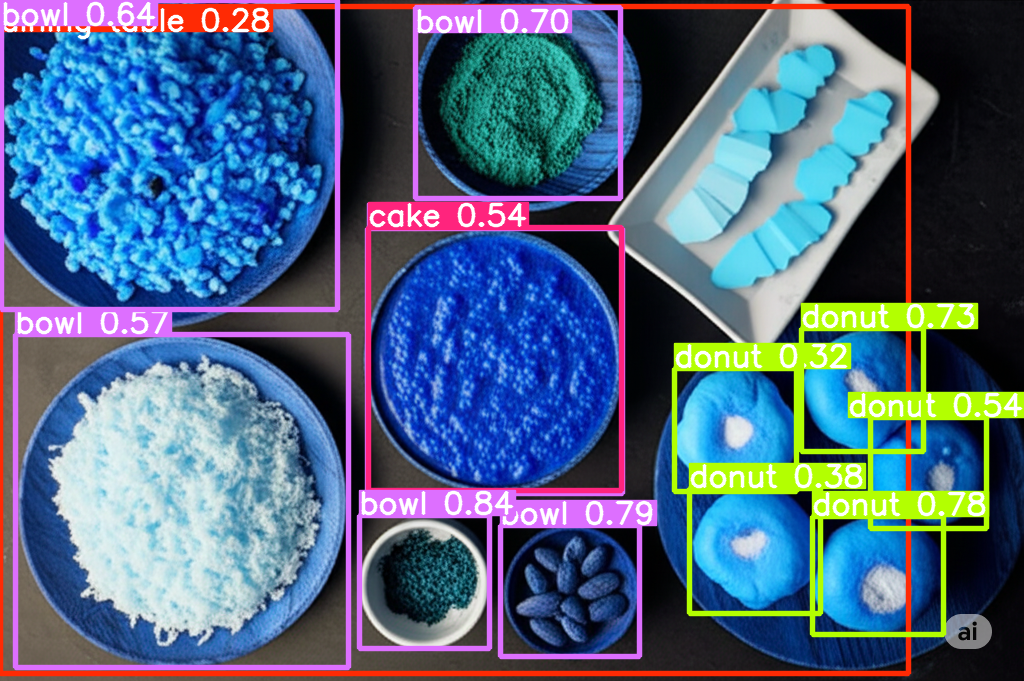 bowl 0.64
dining table 0.28
bowl 0.70
cake 0.54
donut 0.73
bowl 0.57
donut 0.32
donut 0.54
donut 0.38
donut 0.78
bowl 0.84
bowl 0.79
ai